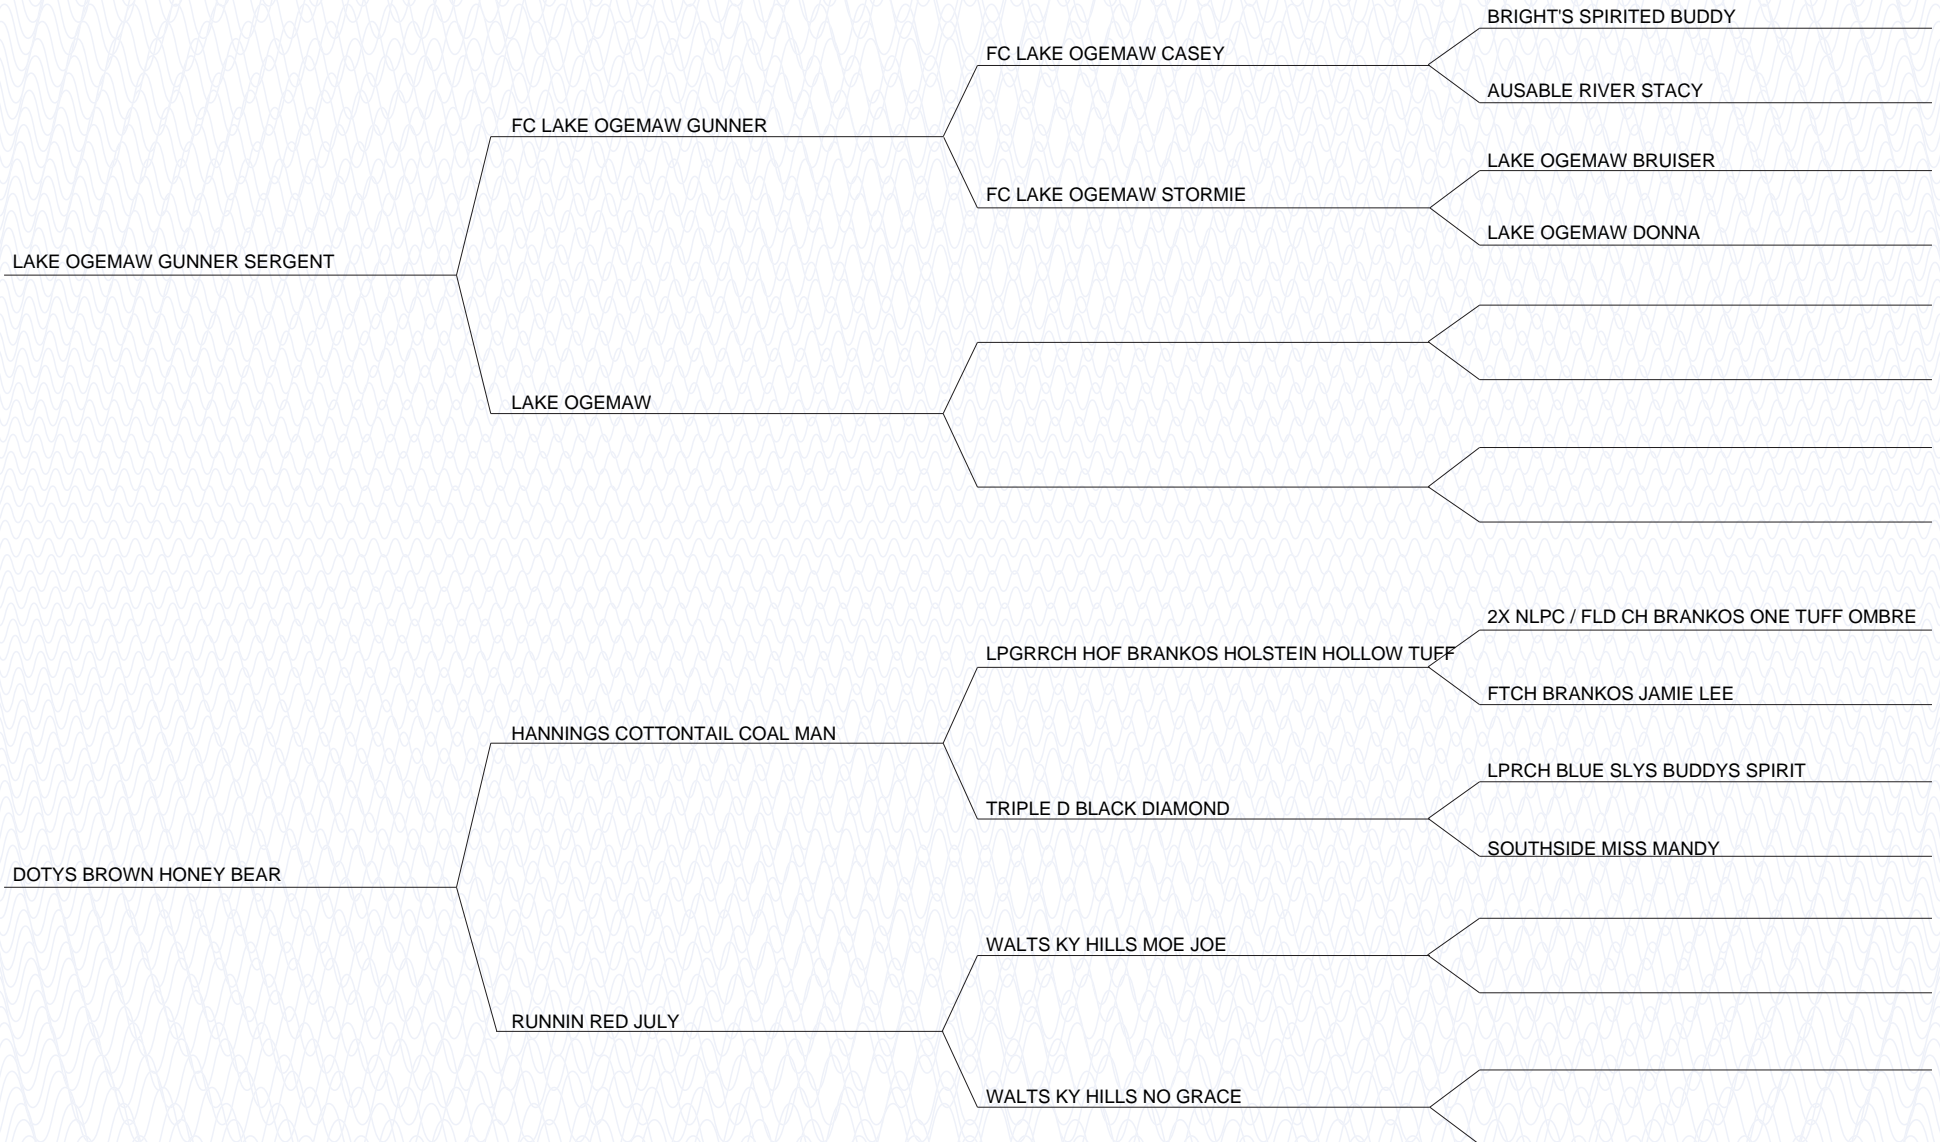 BRIGHT'S SPIRITED BUDDY
FC LAKE OGEMAW CASEY
AUSABLE RIVER STACY
FC LAKE OGEMAW GUNNER
LAKE OGEMAW BRUISER
FC LAKE OGEMAW STORMIE
LAKE OGEMAW DONNA
LAKE OGEMAW GUNNER SERGENT
LAKE OGEMAW
2X NLPC / FLD CH BRANKOS ONE TUFF OMBRE
LPGRRCH HOF BRANKOS HOLSTEIN HOLLOW TUFF
FTCH BRANKOS JAMIE LEE
HANNINGS COTTONTAIL COAL MAN
LPRCH BLUE SLYS BUDDYS SPIRIT
TRIPLE D BLACK DIAMOND
SOUTHSIDE MISS MANDY
DOTYS BROWN HONEY BEAR
WALTS KY HILLS MOE JOE
RUNNIN RED JULY
WALTS KY HILLS NO GRACE